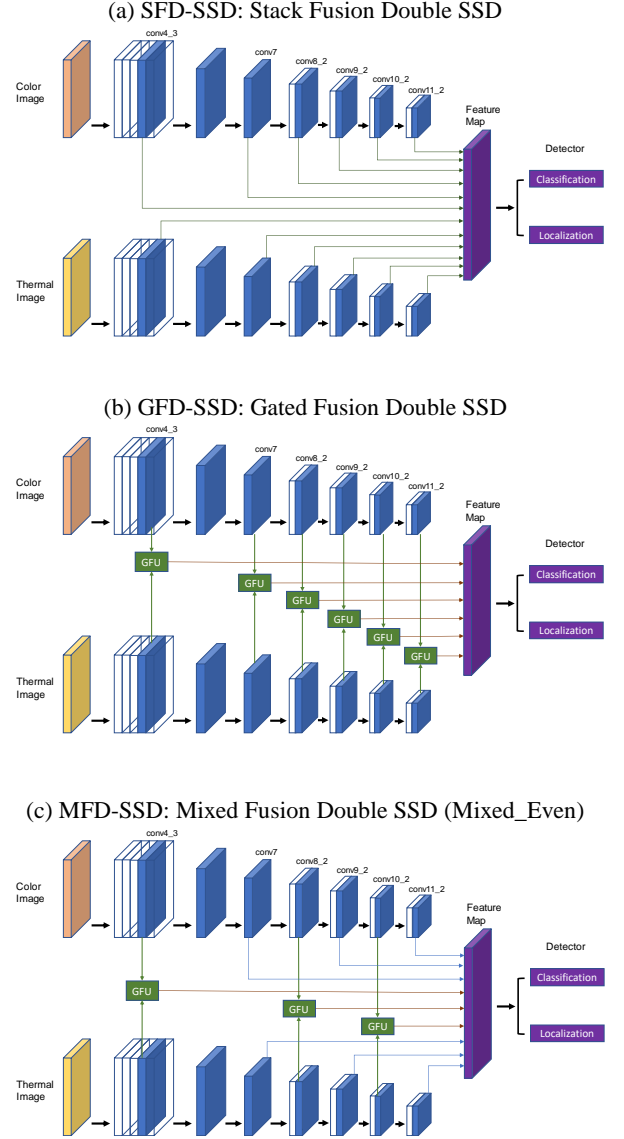 (a) SFD-SSD: Stack Fusion Double SSD
conv4_3
conv7
conv8_2
conv9_2
conv10_2
conv11_2
Color
Image
Feature
Map
Detector
Classification
Localization
Thermal
Image
(b) GFD-SSD: Gated Fusion Double SSD
conv4_3
conv7
conv8_2
conv9_2
conv10_2
conv11_2
Color
Image
Feature
Map
Detector
GFU
GFU
GFU
GFU
GFU
GFU
Classification
Localization
Thermal
Image
(c) MFD-SSD: Mixed Fusion Double SSD (Mixed_Even)
conv4_3
conv7
conv8_2
conv9_2
conv10_2
conv11_2
Color
Image
Feature
Map
Detector
GFU
GFU
GFU
Classification
Localization
Thermal
Image